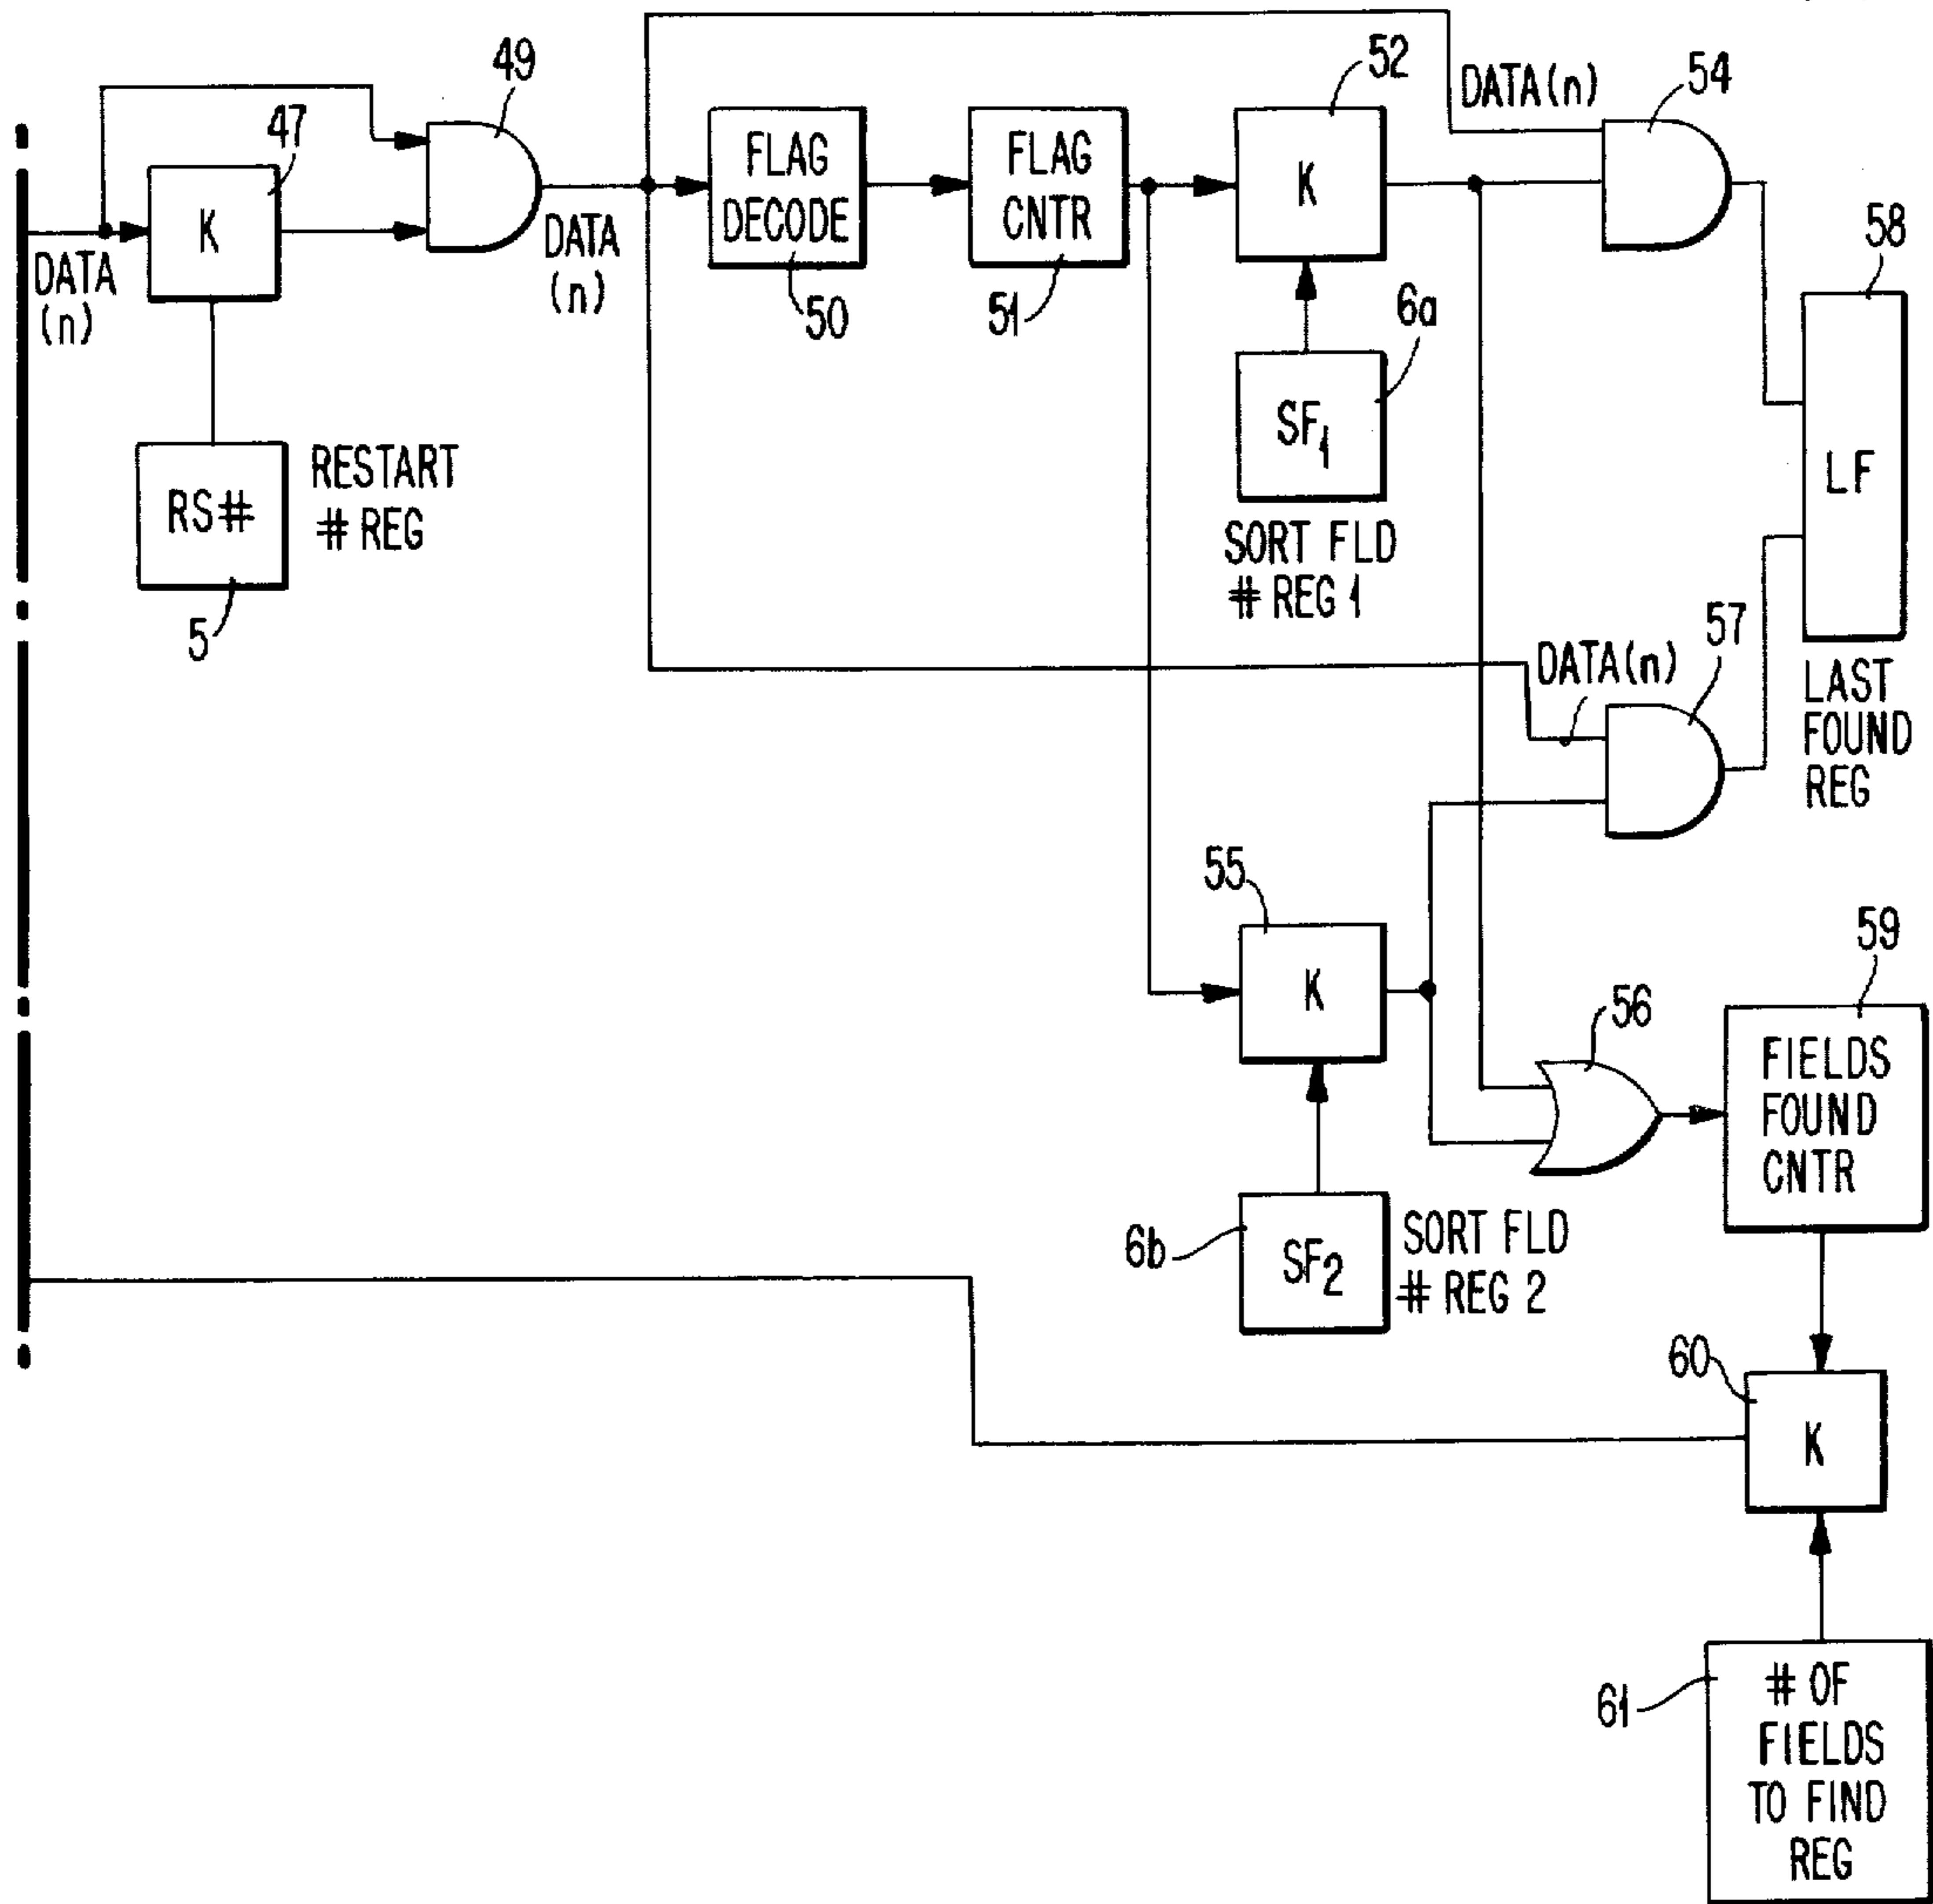 49
52
DATA(n)
54
47
FLAG
DECODE
FLAG
CNTR
K
K
DATA
(n)
DATA
(n)
50
51
6a
58
SF1
LF
RS#
RESTART
# REG
5
SORT FLD
# REG 1
DATA(n)
57
LAST
FOUND
REG
55
K
56
59
FIELDS
FOUND
CNTR
6b
SF2
SORT FLD
# REG 2
60
K
61
# OF
FIELDS
TO FIND
REG